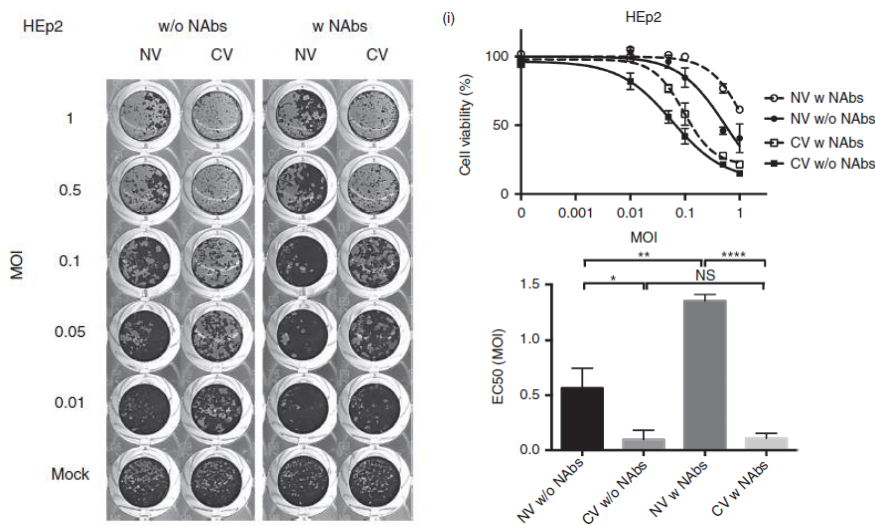 HEp2
w/o NAbs
w NAbs
NV
CV
NV
CV
MOI
1
0.5
0.1
0.05
0.01
Mock
(i)
HEp2
Cell viability (%)
100
50
0
0
0.001
0.01
0.1
1
MOI
NV w NAbs
NV w/o NAbs
CV w NAbs
CV w/o NAbs
**
****
*
NS
EC50 (MOI)
1.5
1.0
0.5
0.0
NV w/o NAbs
CV w/o NAbs
NV w NAbs
CV w NAbs